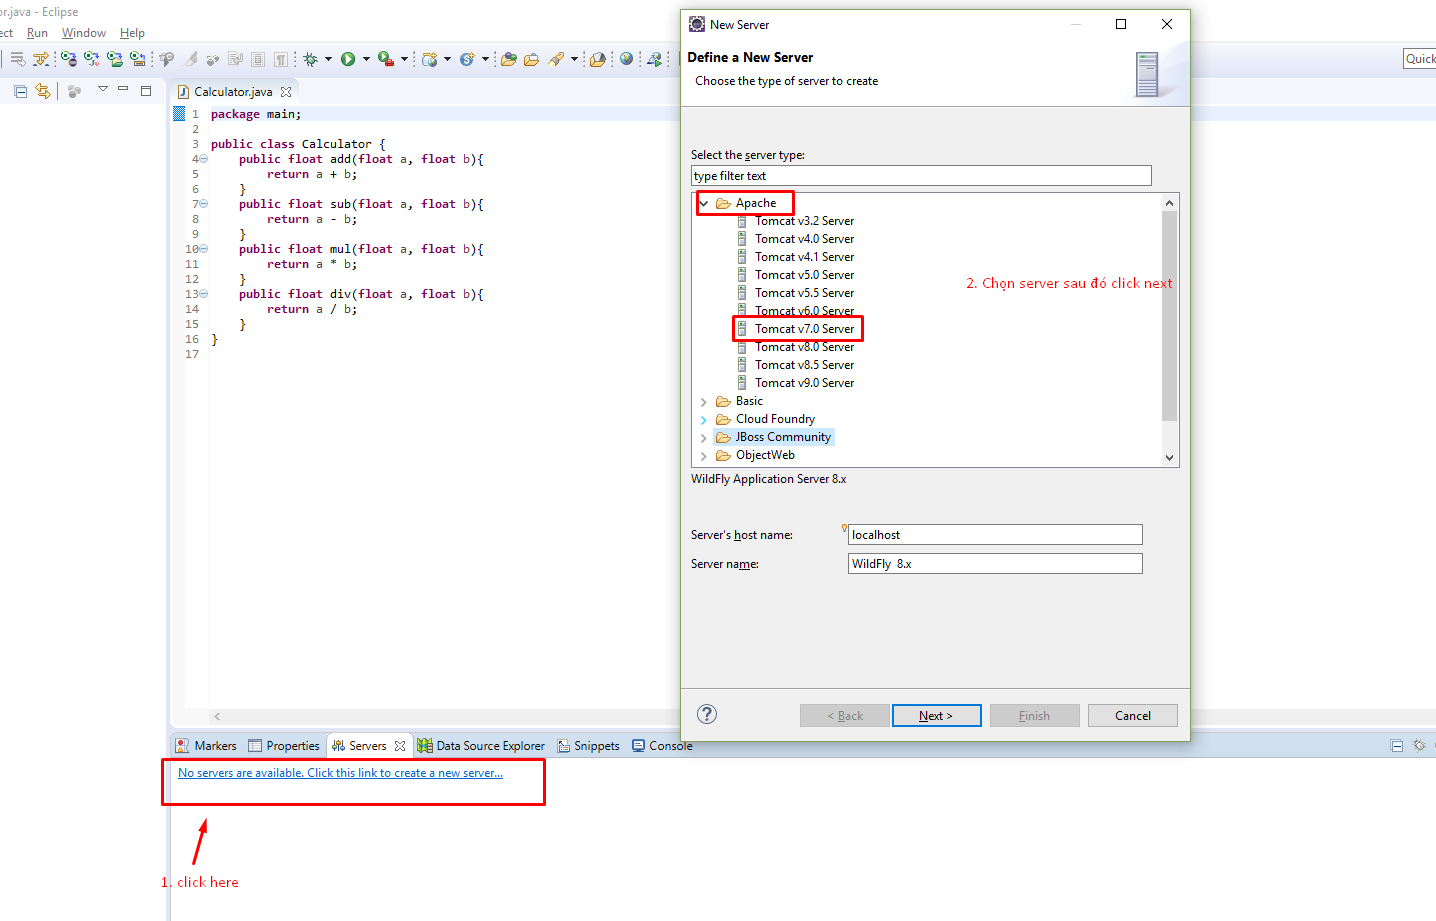 or.java - Eclipse
ect Run Window Help
Quick
Calculator.java
1 package main;
2
3 public class Calculator {
4 public float add(float a, float b){
5 return a + b;
6 }
7 public float sub(float a, float b){
8 return a - b;
9 }
10 public float mul(float a, float b){
11 return a * b;
12 }
13 public float div(float a, float b){
14 return a / b;
15 }
16 }
17
New Server
Define a New Server
Choose the type of server to create
Select the server type:
type filter text
Apache
Tomcat v3.2 Server
Tomcat v4.0 Server
Tomcat v4.1 Server
Tomcat v5.0 Server
Tomcat v5.5 Server
Tomcat v6.0 Server
Tomcat v7.0 Server
Tomcat v8.0 Server
Tomcat v8.5 Server
Tomcat v9.0 Server
Basic
Cloud Foundry
JBoss Community
ObjectWeb
2. Chọn server sau đó click next
WildFly Application Server 8.x
Server's host name: localhost
Server name: WildFly 8.x
< Back Next > Finish Cancel
Markers Properties Servers Data Source Explorer Snippets Console
No servers are available. Click this link to create a new server...
1. click here